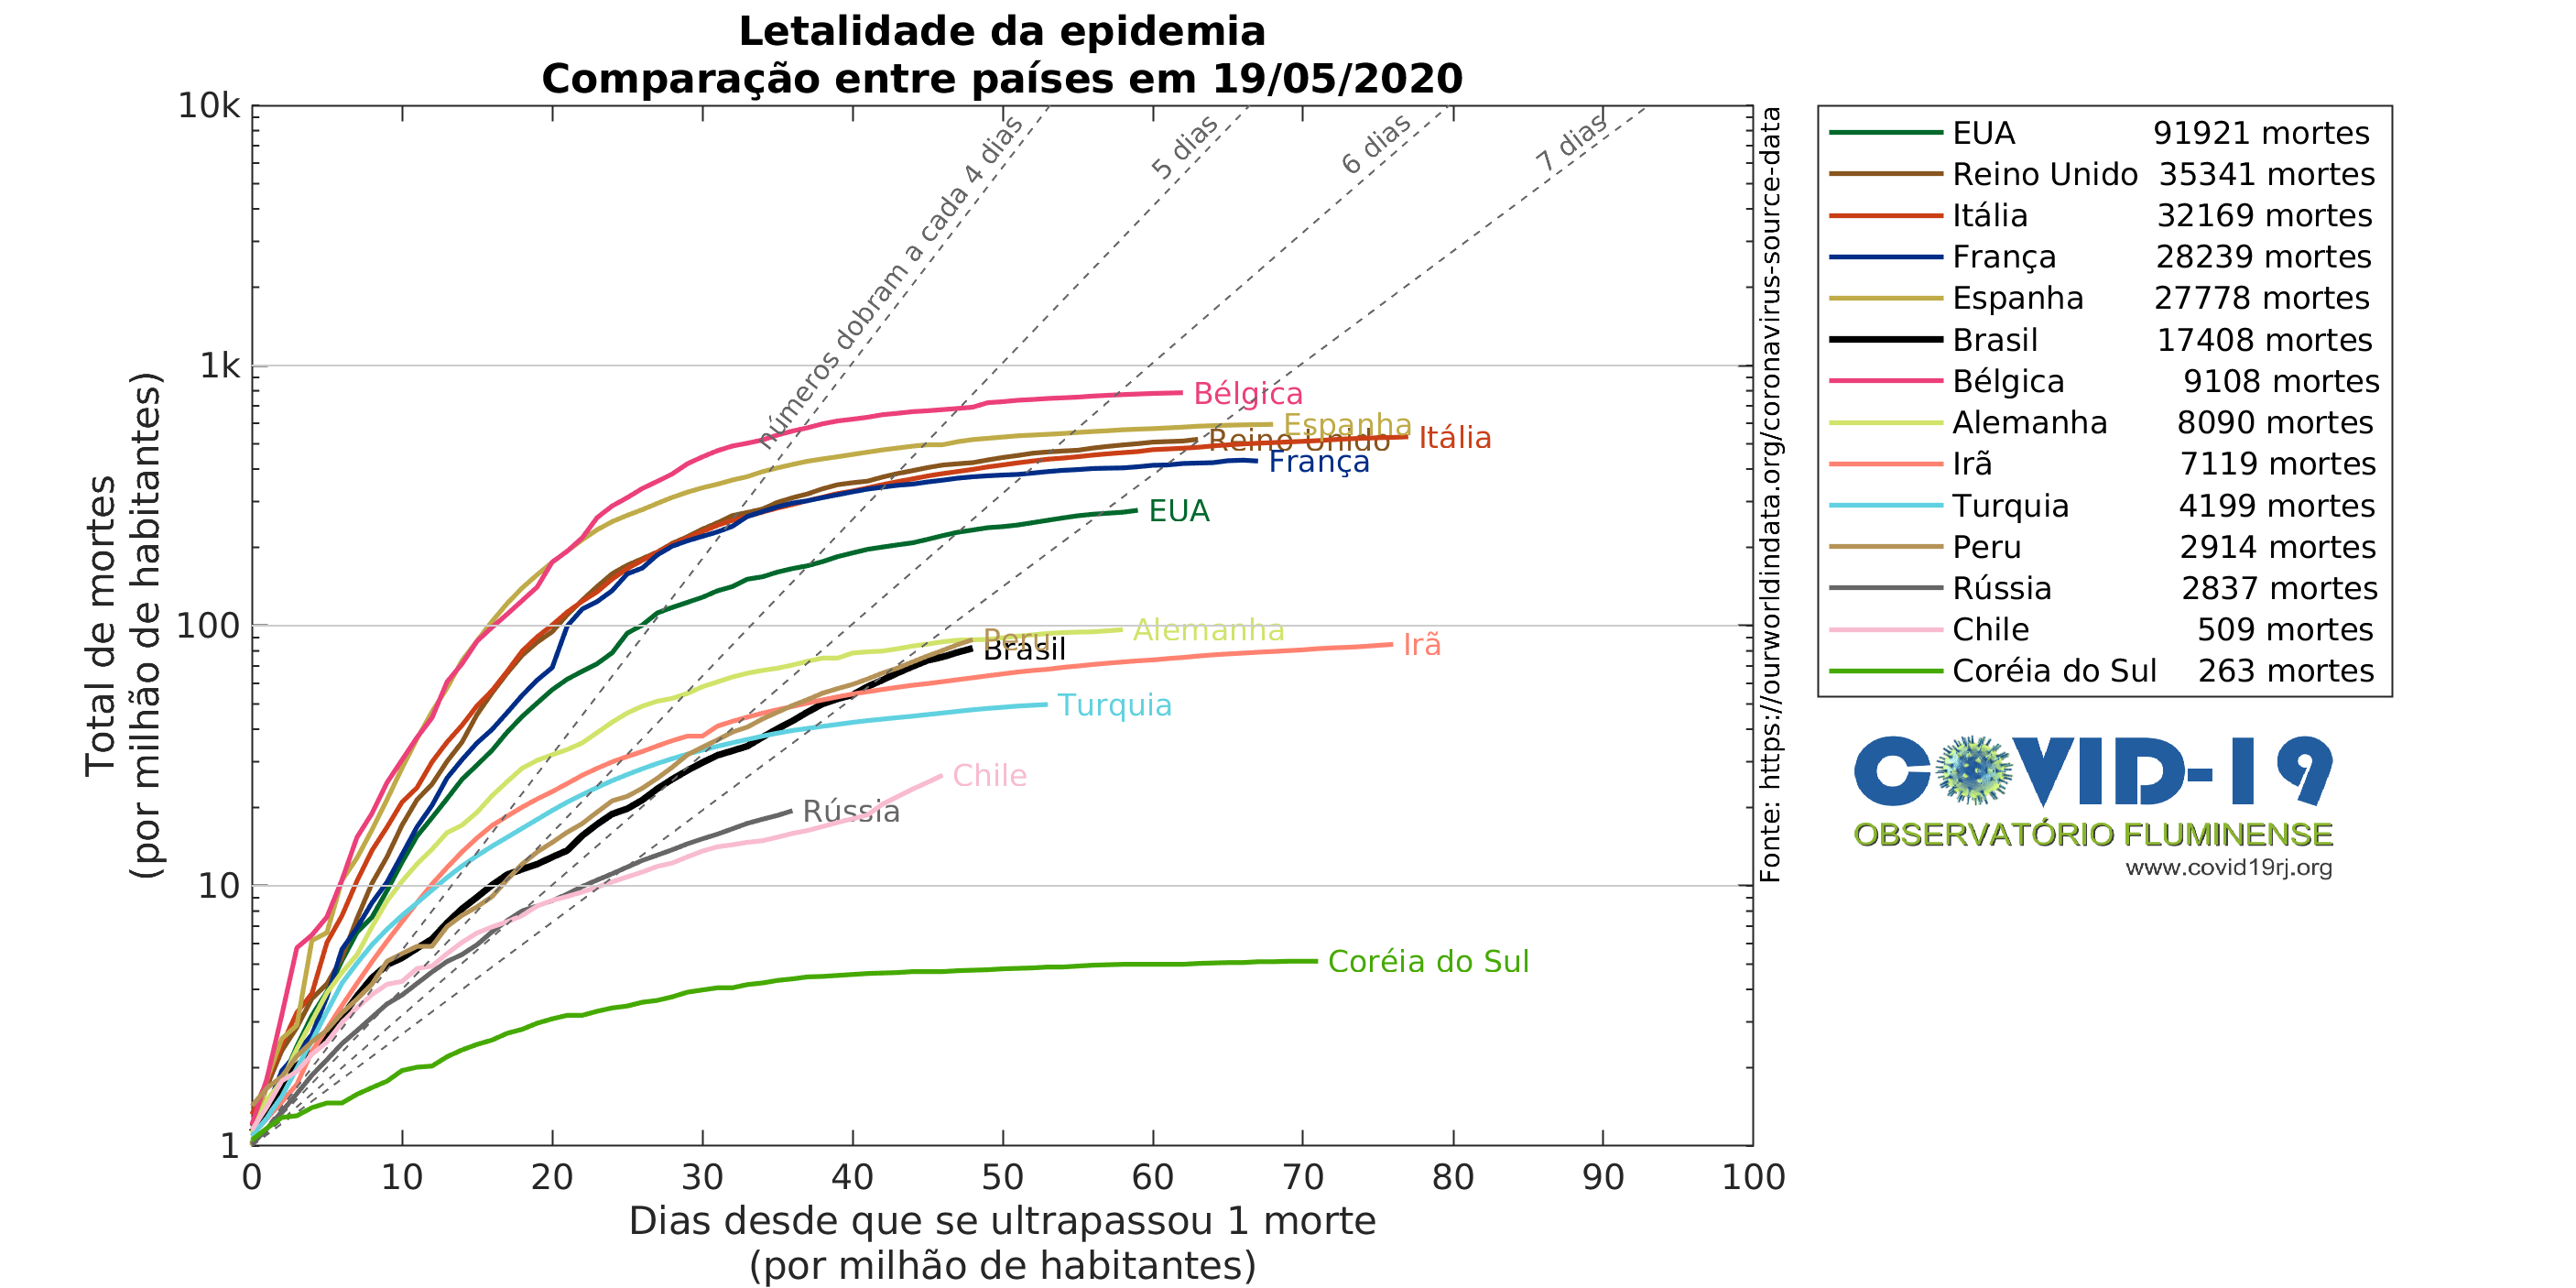 Letalidade da epidemia
Comparação entre países em 19/05/2020
Total de mortes
(por milhão de habitantes)
10k
1k
100
10
1
números dobram a cada 4 dias
5 dias
6 dias
7 dias
Bélgica
Espanha
Reino Unido
Itália
França
EUA
Alemanha
Peru
Brasil
Irã
Turquia
Chile
Rússia
Coréia do Sul
0 10 20 30 40 50 60 70 80 90 100
Dias desde que se ultrapassou 1 morte
(por milhão de habitantes)
Fonte: https://ourworldindata.org/coronavirus-source-data
EUA 91921 mortes
Reino Unido 35341 mortes
Itália 32169 mortes
França 28239 mortes
Espanha 27778 mortes
Brasil 17408 mortes
Bélgica 9108 mortes
Alemanha 8090 mortes
Irã 7119 mortes
Turquia 4199 mortes
Peru 2914 mortes
Rússia 2837 mortes
Chile 509 mortes
Coréia do Sul 263 mortes
COVID-19
OBSERVATÓRIO FLUMINENSE
www.covid19rj.org